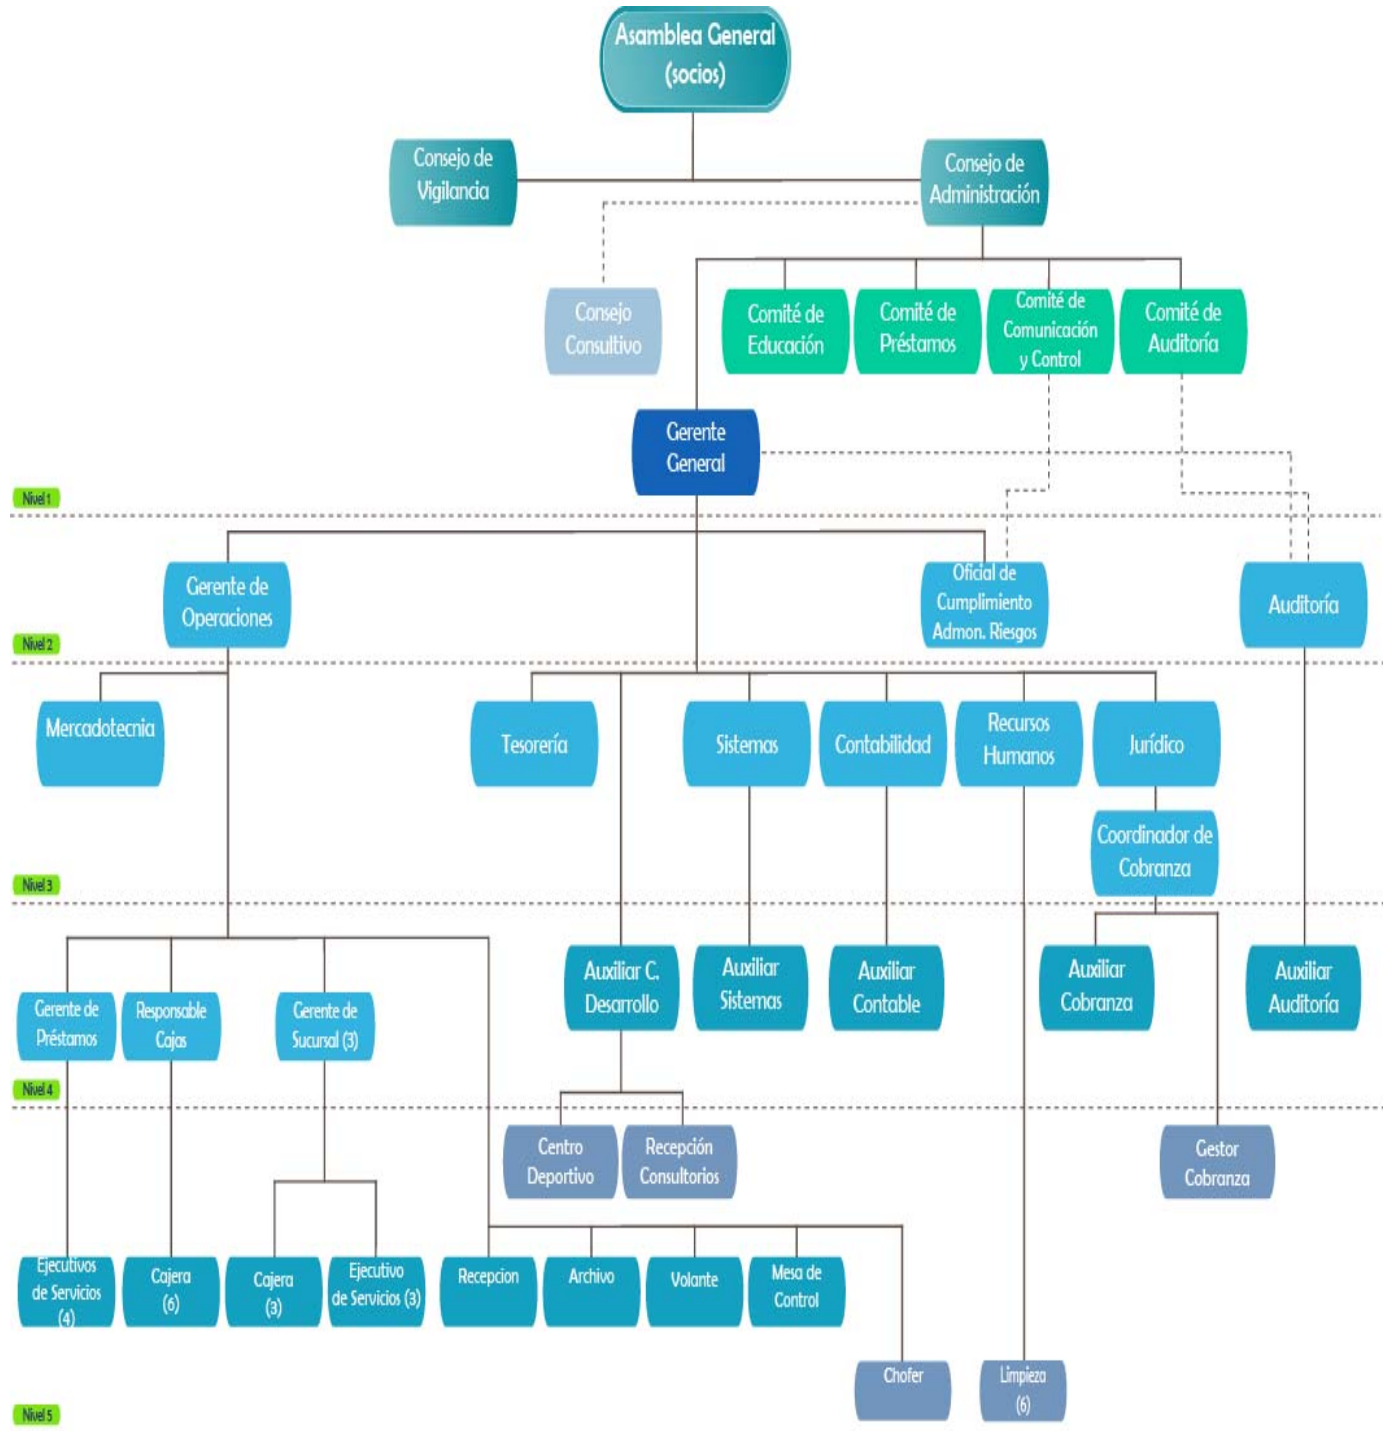 Asamblea General
(socios)
Consejo de
Vigilancia
Consejo de
Administración
Consejo
Consultivo
Comité de
Educación
Comité de
Préstamos
Comité de
Comunicación
y Control
Comité de
Auditoría
Gerente
General
Nivel 1
Gerente de
Operaciones
Oficial de
Cumplimiento
Admon. Riesgos
Auditoría
Nivel 2
Mercadotecnia
Tesorería
Sistemas
Contabilidad
Recursos
Humanos
Jurídico
Coordinador de
Cobranza
Nivel 3
Gerente de
Préstamos
Responsable
Cajas
Gerente de
Sucursal (3)
Auxiliar C.
Desarrollo
Auxiliar
Sistemas
Auxiliar
Contable
Auxiliar
Cobranza
Auxiliar
Auditoría
Nivel 4
Centro
Deportivo
Recepción
Consultorios
Gestor
Cobranza
Ejecutivos
de Servicios
(4)
Cajera
(6)
Cajera
(3)
Ejecutivo
de Servicios (3)
Recepcion
Archivo
Volante
Mesa de
Control
Chofer
Limpieza
(6)
Nivel 5